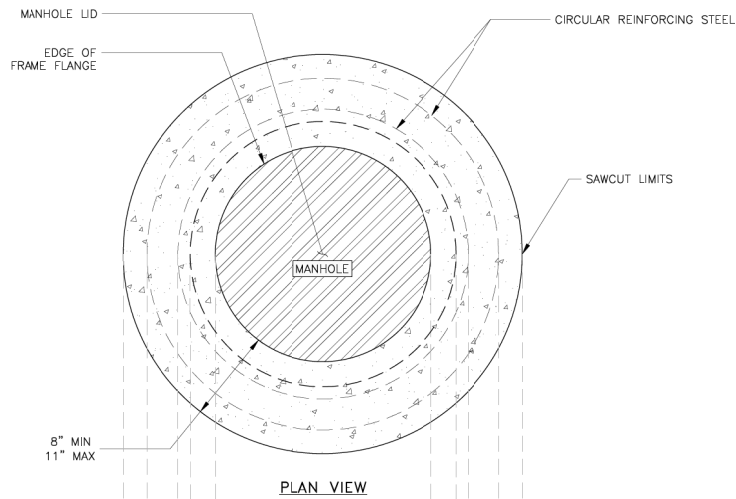 MANHOLE LID
CIRCULAR REINFORCING STEEL
EDGE OF
FRAME FLANGE
SAWCUT LIMITS
MANHOLE
8" MIN
11" MAX
PLAN VIEW